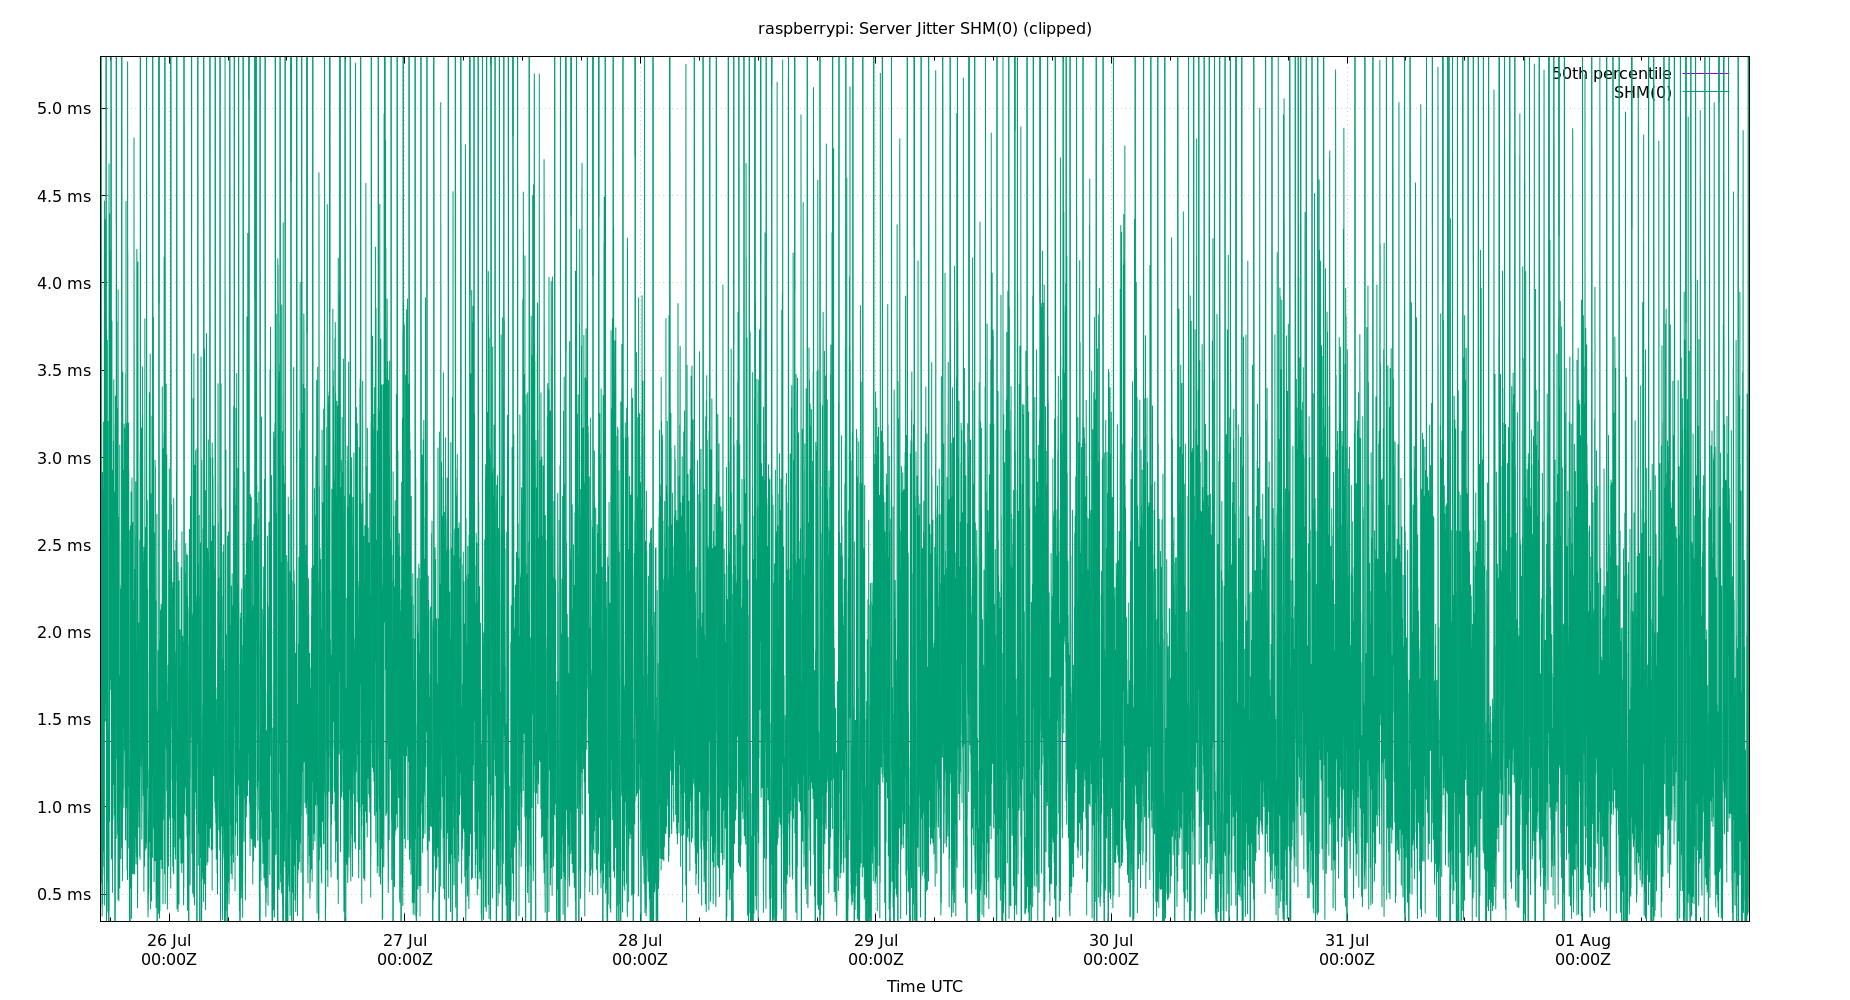 raspberrypi: Server Jitter SHM(0) (clipped)
50th percentile
SHM(0)
5.0 ms
4.5 ms
4.0 ms
3.5 ms
3.0 ms
2.5 ms
2.0 ms
1.5 ms
1.0 ms
0.5 ms
26 Jul 27 Jul 28 Jul 29 Jul 30 Jul 31 Jul 01 Aug
00:00Z 00:00Z 00:00Z 00:00Z 00:00Z 00:00Z 00:00Z
Time UTC